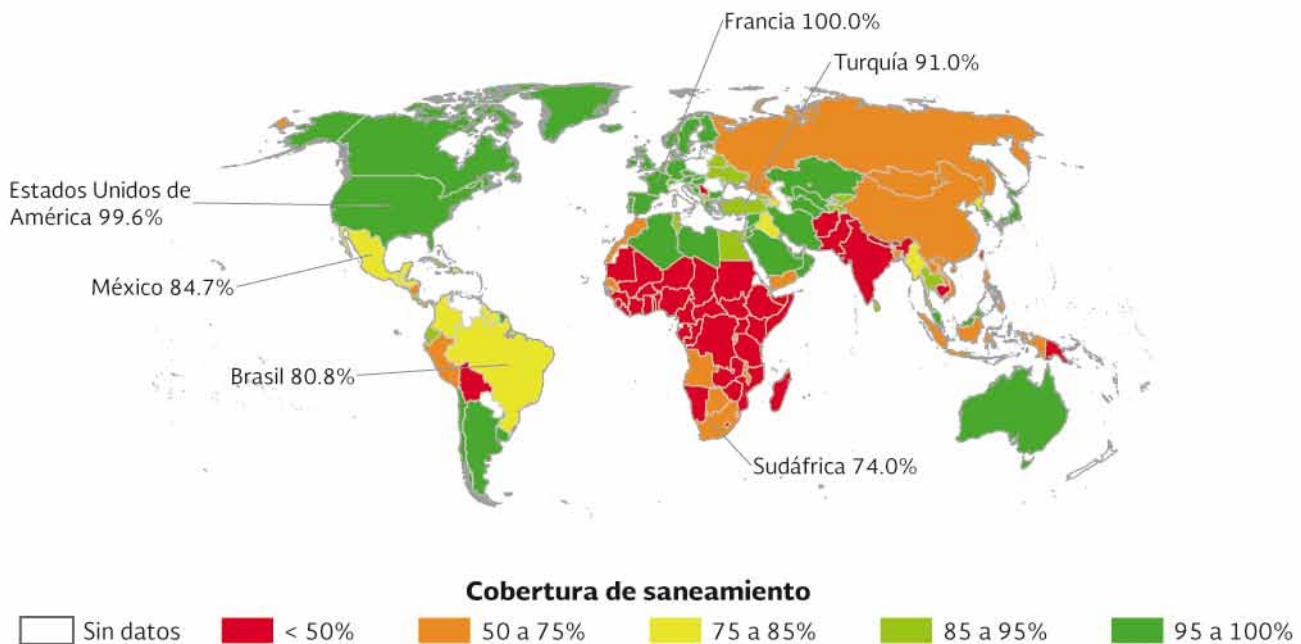 Francia 100.0%
Turquía 91.0%
Estados Unidos de
América 99.6%
México 84.7%
Brasil 80.8%
Sudáfrica 74.0%
Cobertura de saneamiento
Sin datos
< 50%
50 a 75%
75 a 85%
85 a 95%
95 a 100%